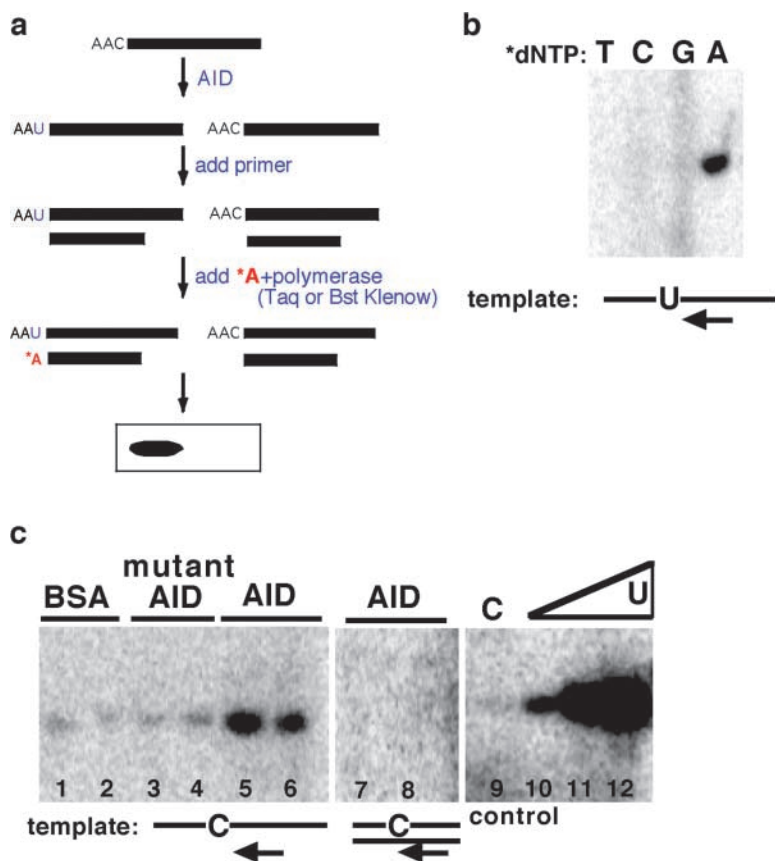 a
AAC
AID
AAU AAC
add primer
AAU AAC
add *A+polymerase
(Taq or Bst Klenow)
AAU AAC
*A
b
*dNTP: T C G A
template: U
c
mutant
BSA AID AID AID C U
1 2 3 4 5 6 7 8 9 10 11 12
template: C C control